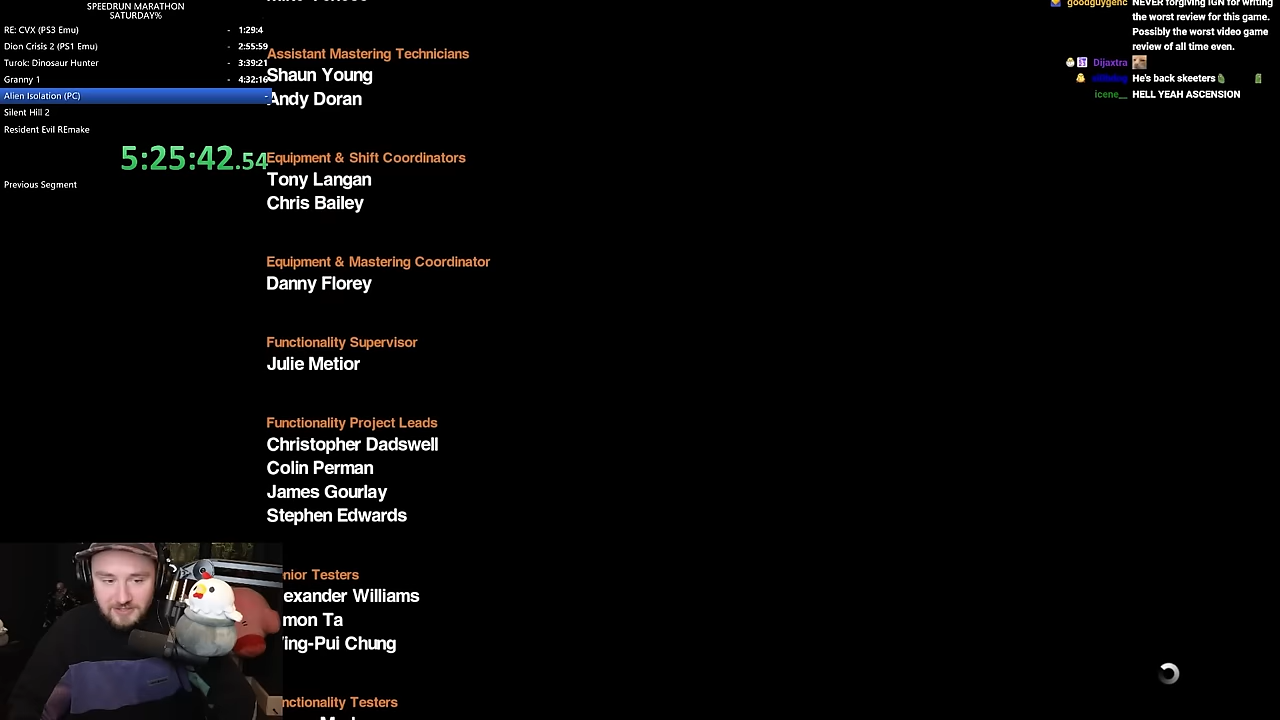 SPEEDRUN MARATHON
SATURDAY%
RE: CVX (PS3 Emu) - 1:29:4
Dion Crisis 2 (PS1 Emu) - 2:55:59
Turok: Dinosaur Hunter - 3:39:21
Granny 1 - 4:32:16
Alien Isolation (PC) -
Silent Hill 2
Resident Evil REmake
5:25:42.54
Previous Segment
Assistant Mastering Technicians
Shaun Young
Andy Doran
Equipment & Shift Coordinators
Tony Langan
Chris Bailey
Equipment & Mastering Coordinator
Danny Florey
Functionality Supervisor
Julie Metior
Functionality Project Leads
Christopher Dadswell
Colin Perman
James Gourlay
Stephen Edwards
nior Testers
exander Williams
mon Ta
ing-Pui Chung
nctionality Testers
goodguygenc NEVER forgiving IGN for writing
the worst review for this game.
Possibly the worst video game
review of all time even.
Dijaxtra
He's back skeeters
icene__ HELL YEAH ASCENSION